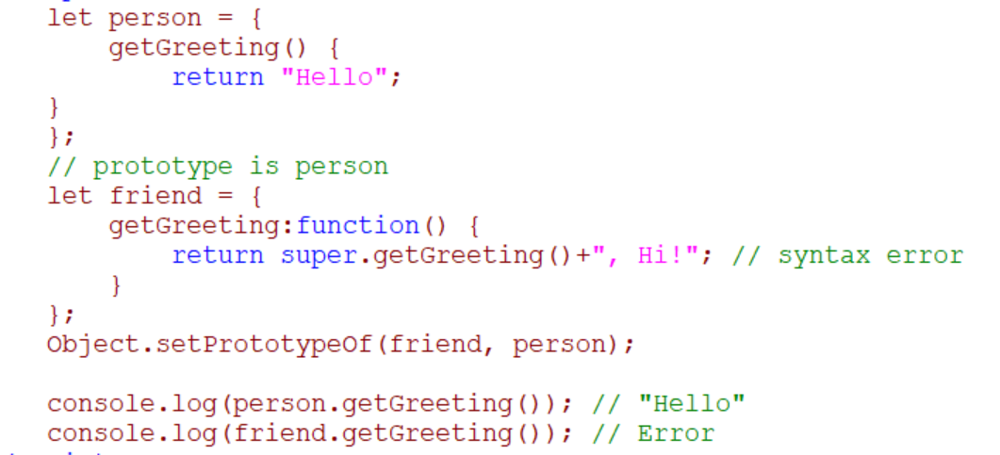 let person = {
    getGreeting() {
        return "Hello";
}
};
// prototype is person
let friend = {
    getGreeting:function() {
        return super.getGreeting()+", Hi!"; // syntax error
    }
};
Object.setPrototypeOf(friend, person);

console.log(person.getGreeting()); // "Hello"
console.log(friend.getGreeting()); // Error